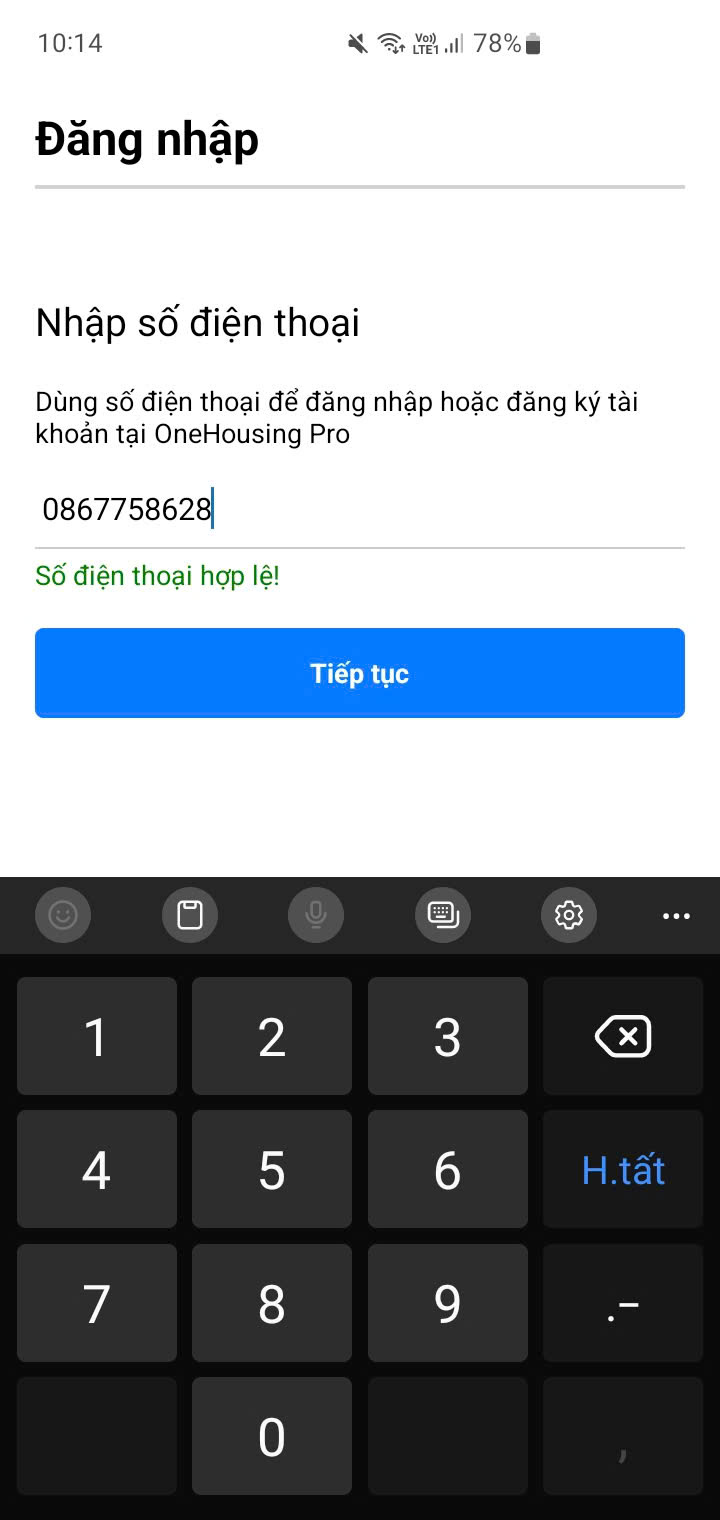 10:14
Vo))
LTE1
78%
Đăng nhập
Nhập số điện thoại
Dùng số điện thoại để đăng nhập hoặc đăng ký tài
khoản tại OneHousing Pro
0867758628
Số điện thoại hợp lệ!
Tiếp tục
1 2 3
4 5 6 H.tất
7 8 9 .–
0 ,